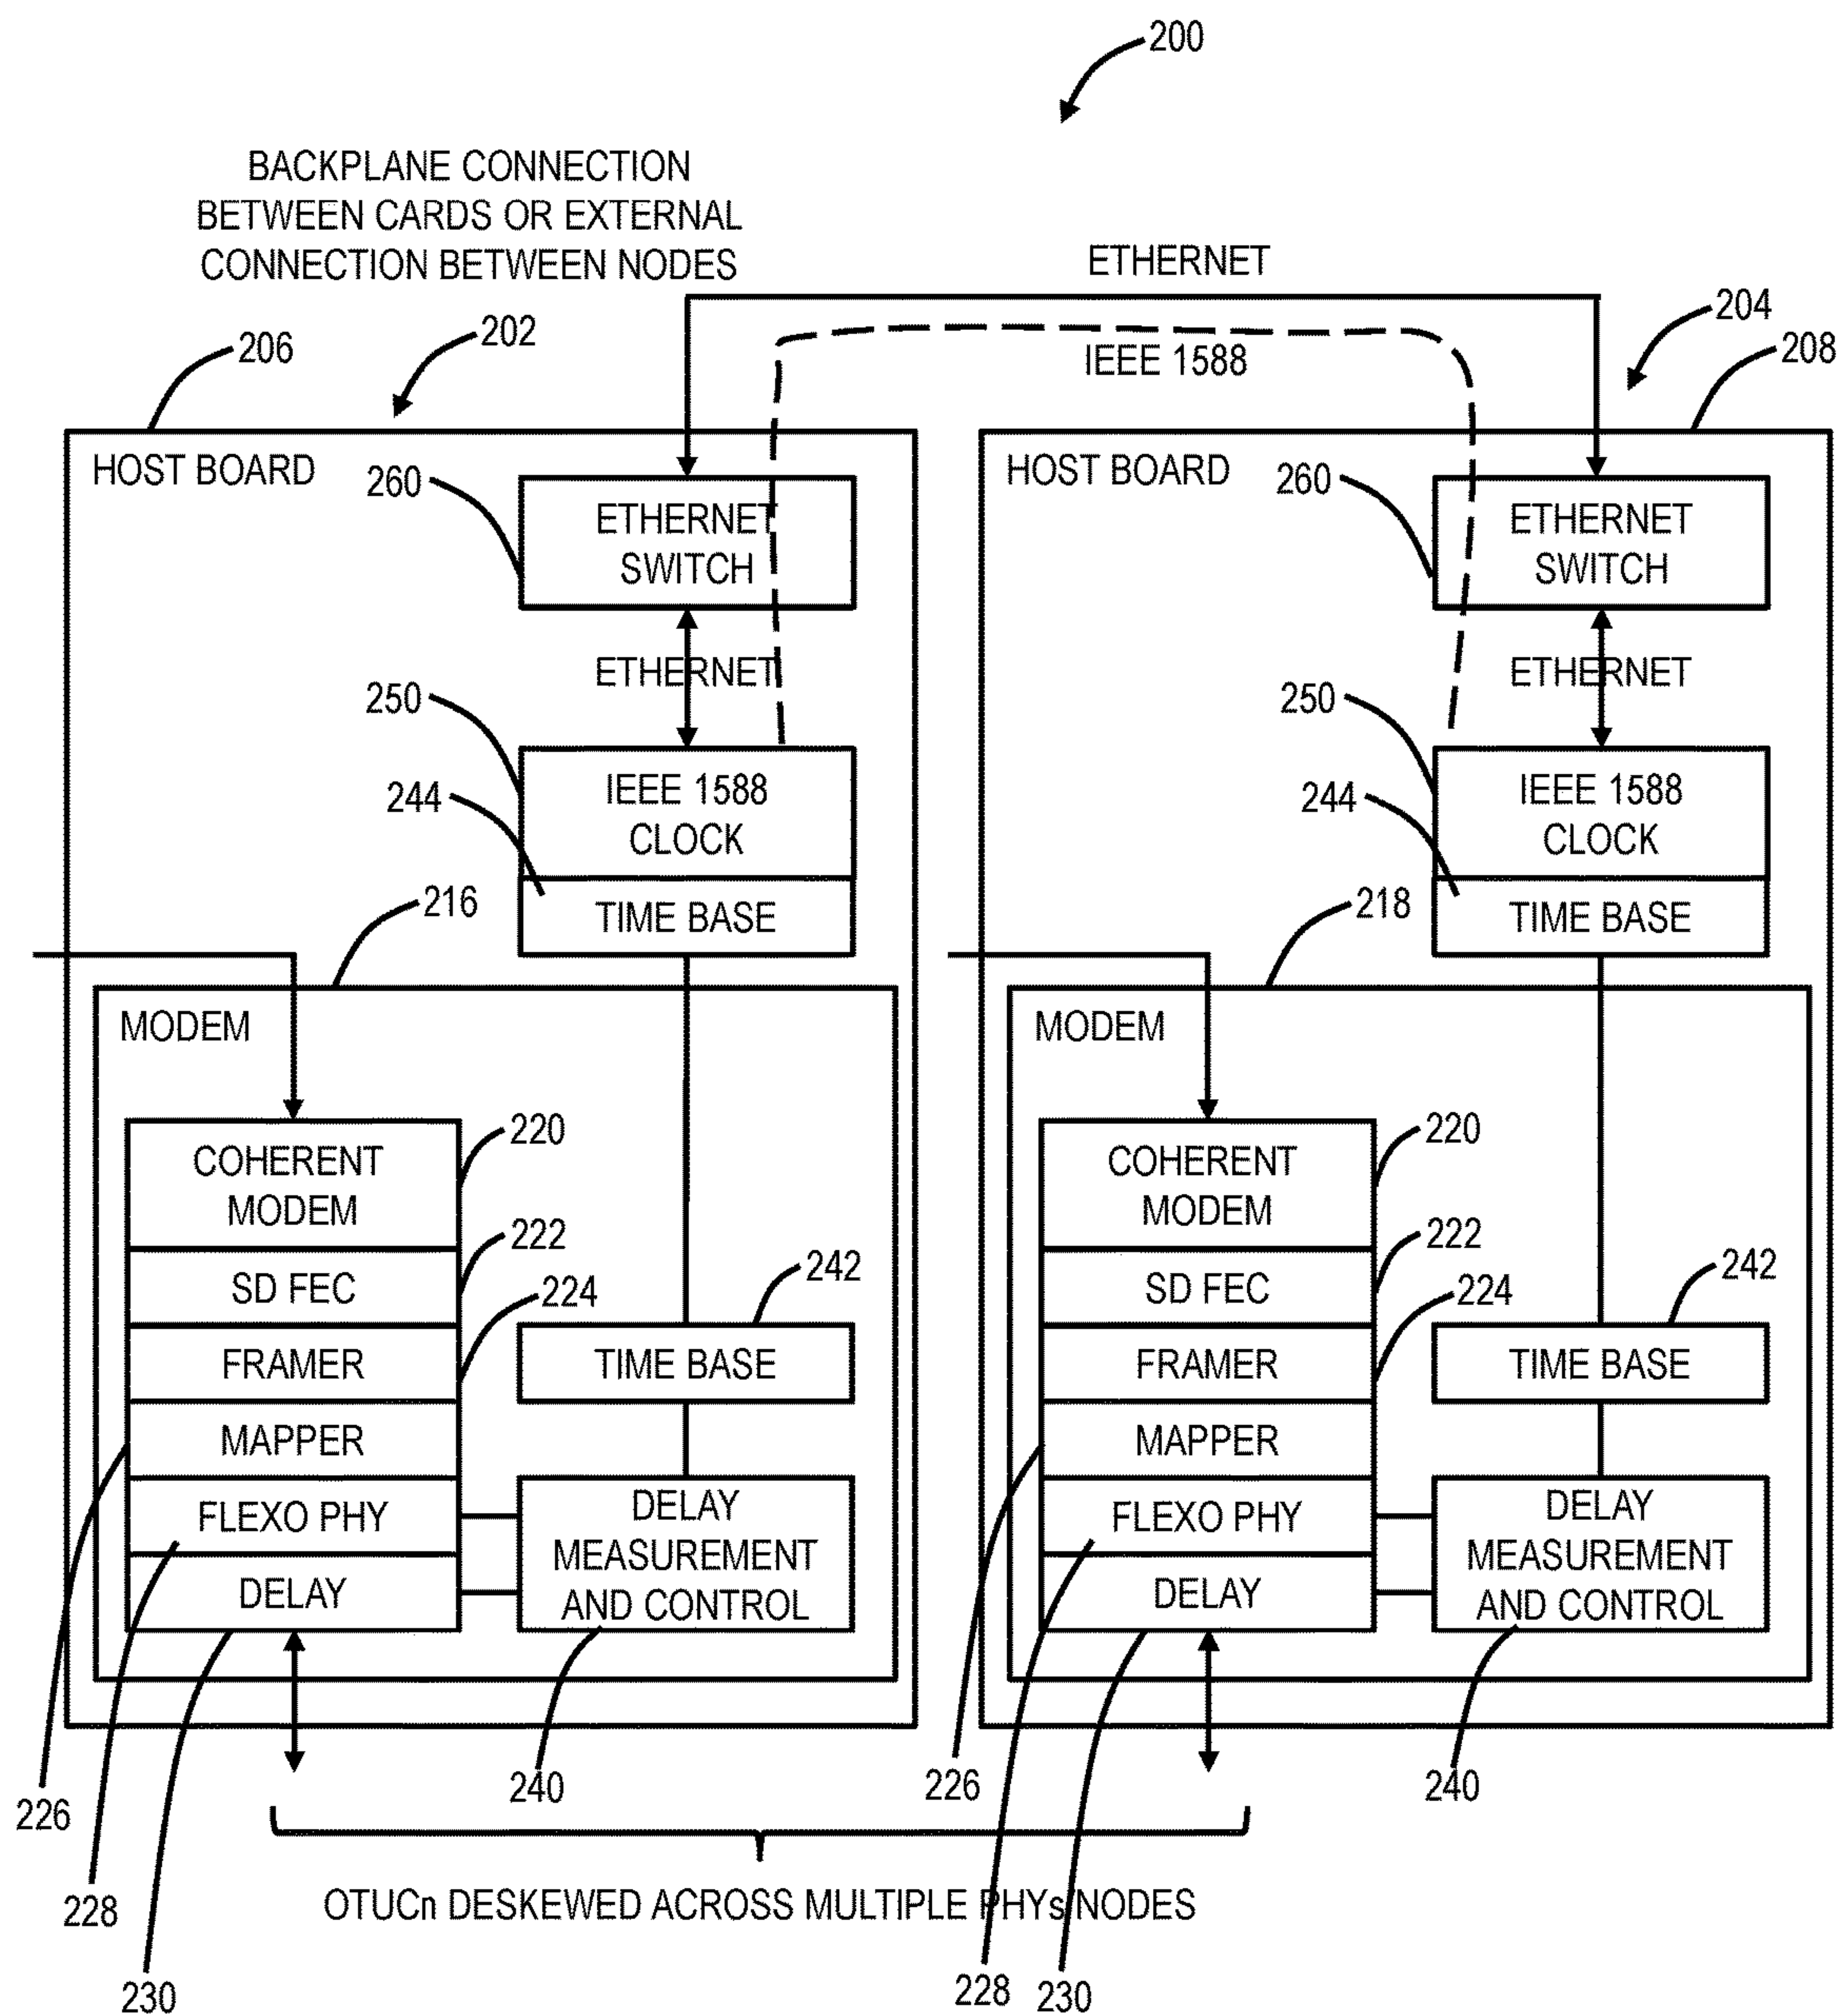 200
BACKPLANE CONNECTION
BETWEEN CARDS OR EXTERNAL
CONNECTION BETWEEN NODES
ETHERNET
IEEE 1588
206
202
204
208
HOST BOARD
260
ETHERNET
SWITCH
ETHERNET
250
IEEE 1588
CLOCK
244
TIME BASE
216
MODEM
COHERENT
MODEM
220
SD FEC
222
FRAMER
224
MAPPER
FLEXO PHY
DELAY
242
TIME BASE
DELAY
MEASUREMENT
AND CONTROL
226
228
230
240
HOST BOARD
260
ETHERNET
SWITCH
ETHERNET
250
IEEE 1588
CLOCK
244
TIME BASE
218
MODEM
COHERENT
MODEM
220
SD FEC
222
FRAMER
224
MAPPER
FLEXO PHY
DELAY
242
TIME BASE
DELAY
MEASUREMENT
AND CONTROL
226
228
230
240
OTUCn DESKEWED ACROSS MULTIPLE PHYs/NODES